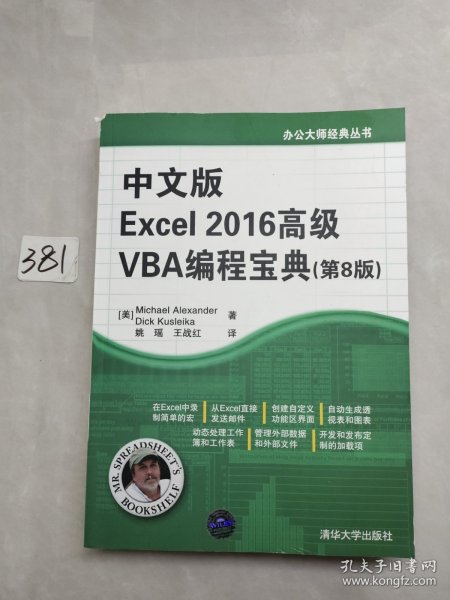 办公大师经典丛书
中文版
Excel 2016高级
VBA编程宝典(第8版)
381
[美] Michael Alexander 著
Dick Kusleika
姚瑶 王战红 译
在Excel中录制简单的宏
从Excel直接发送邮件
创建自定义功能区界面
自动生成透视表和图表
动态处理工作簿和工作表
管理外部数据和外部文件
开发和发布定制的加载项
MR. SPREADSHEET'S
BOOKSHELF
WILEY
清华大学出版社
孔夫子旧书网
www.kongfz.com